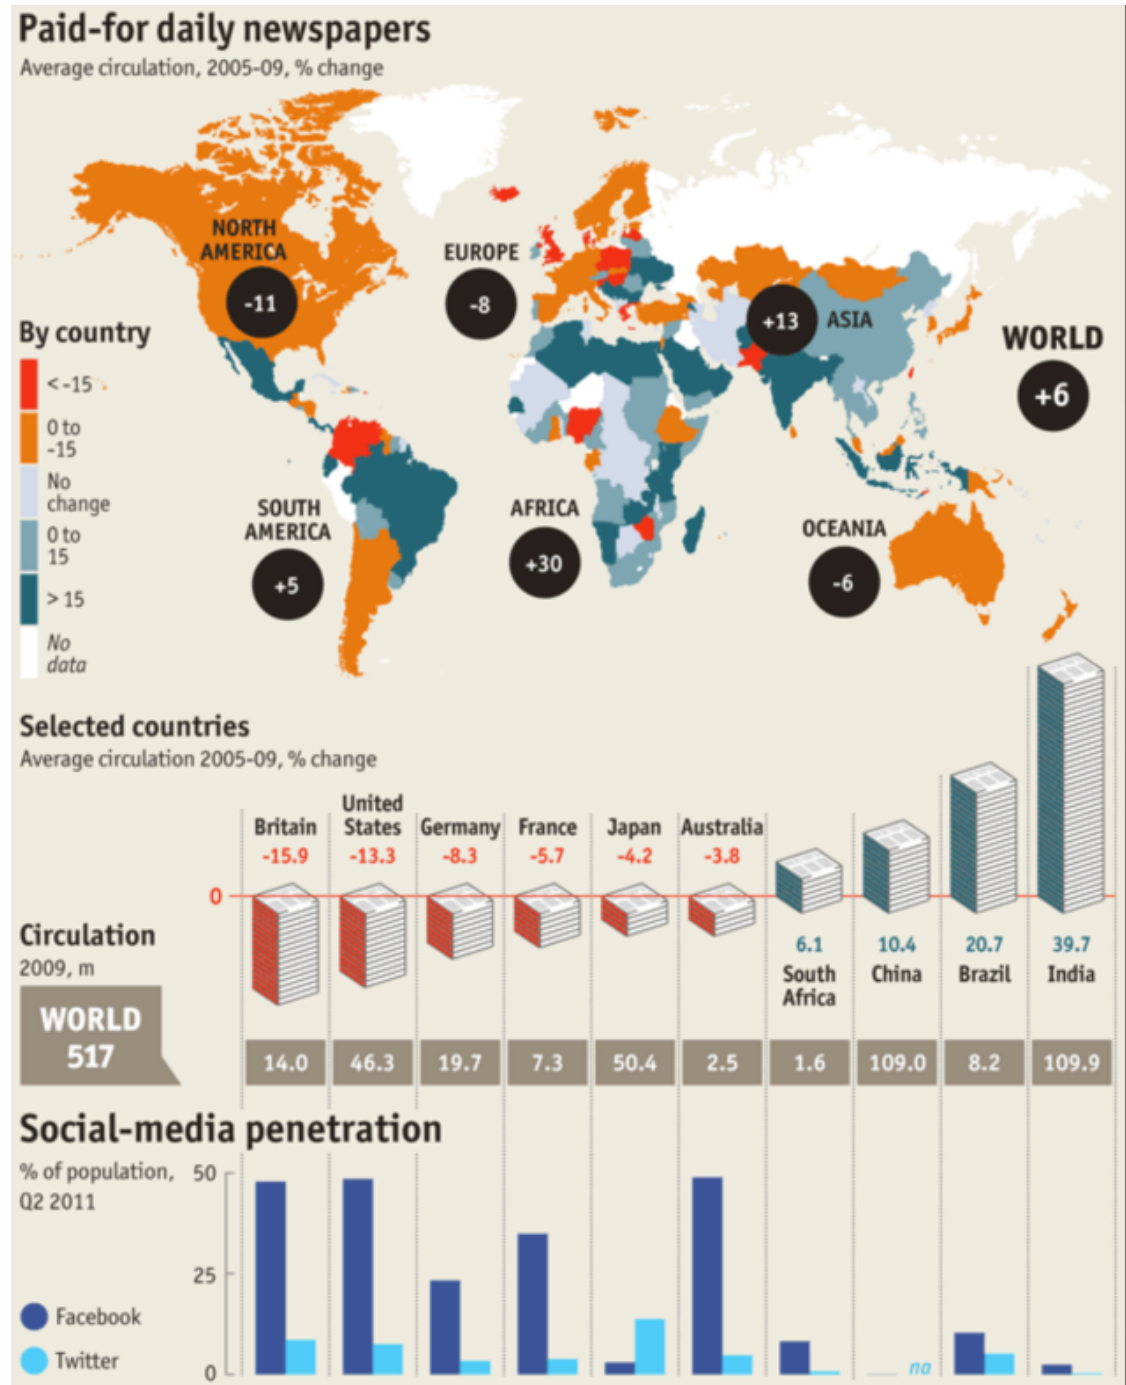 Paid-for daily newspapers
Average circulation, 2005-09, % change
NORTH
AMERICA
-11
EUROPE
-8
+13
ASIA
WORLD
+6
By country
< -15
0 to
-15
No
change
0 to
15
> 15
No
data
SOUTH
AMERICA
+5
AFRICA
+30
OCEANIA
-6
Selected countries
Average circulation 2005-09, % change
Britain
-15.9
United
States
-13.3
Germany
-8.3
France
-5.7
Japan
-4.2
Australia
-3.8
0
6.1
South
Africa
10.4
China
20.7
Brazil
39.7
India
Circulation
2009, m
WORLD
517
14.0 46.3 19.7 7.3 50.4 2.5 1.6 109.0 8.2 109.9
Social-media penetration
% of population,
Q2 2011
50
25
0
Facebook
Twitter
na